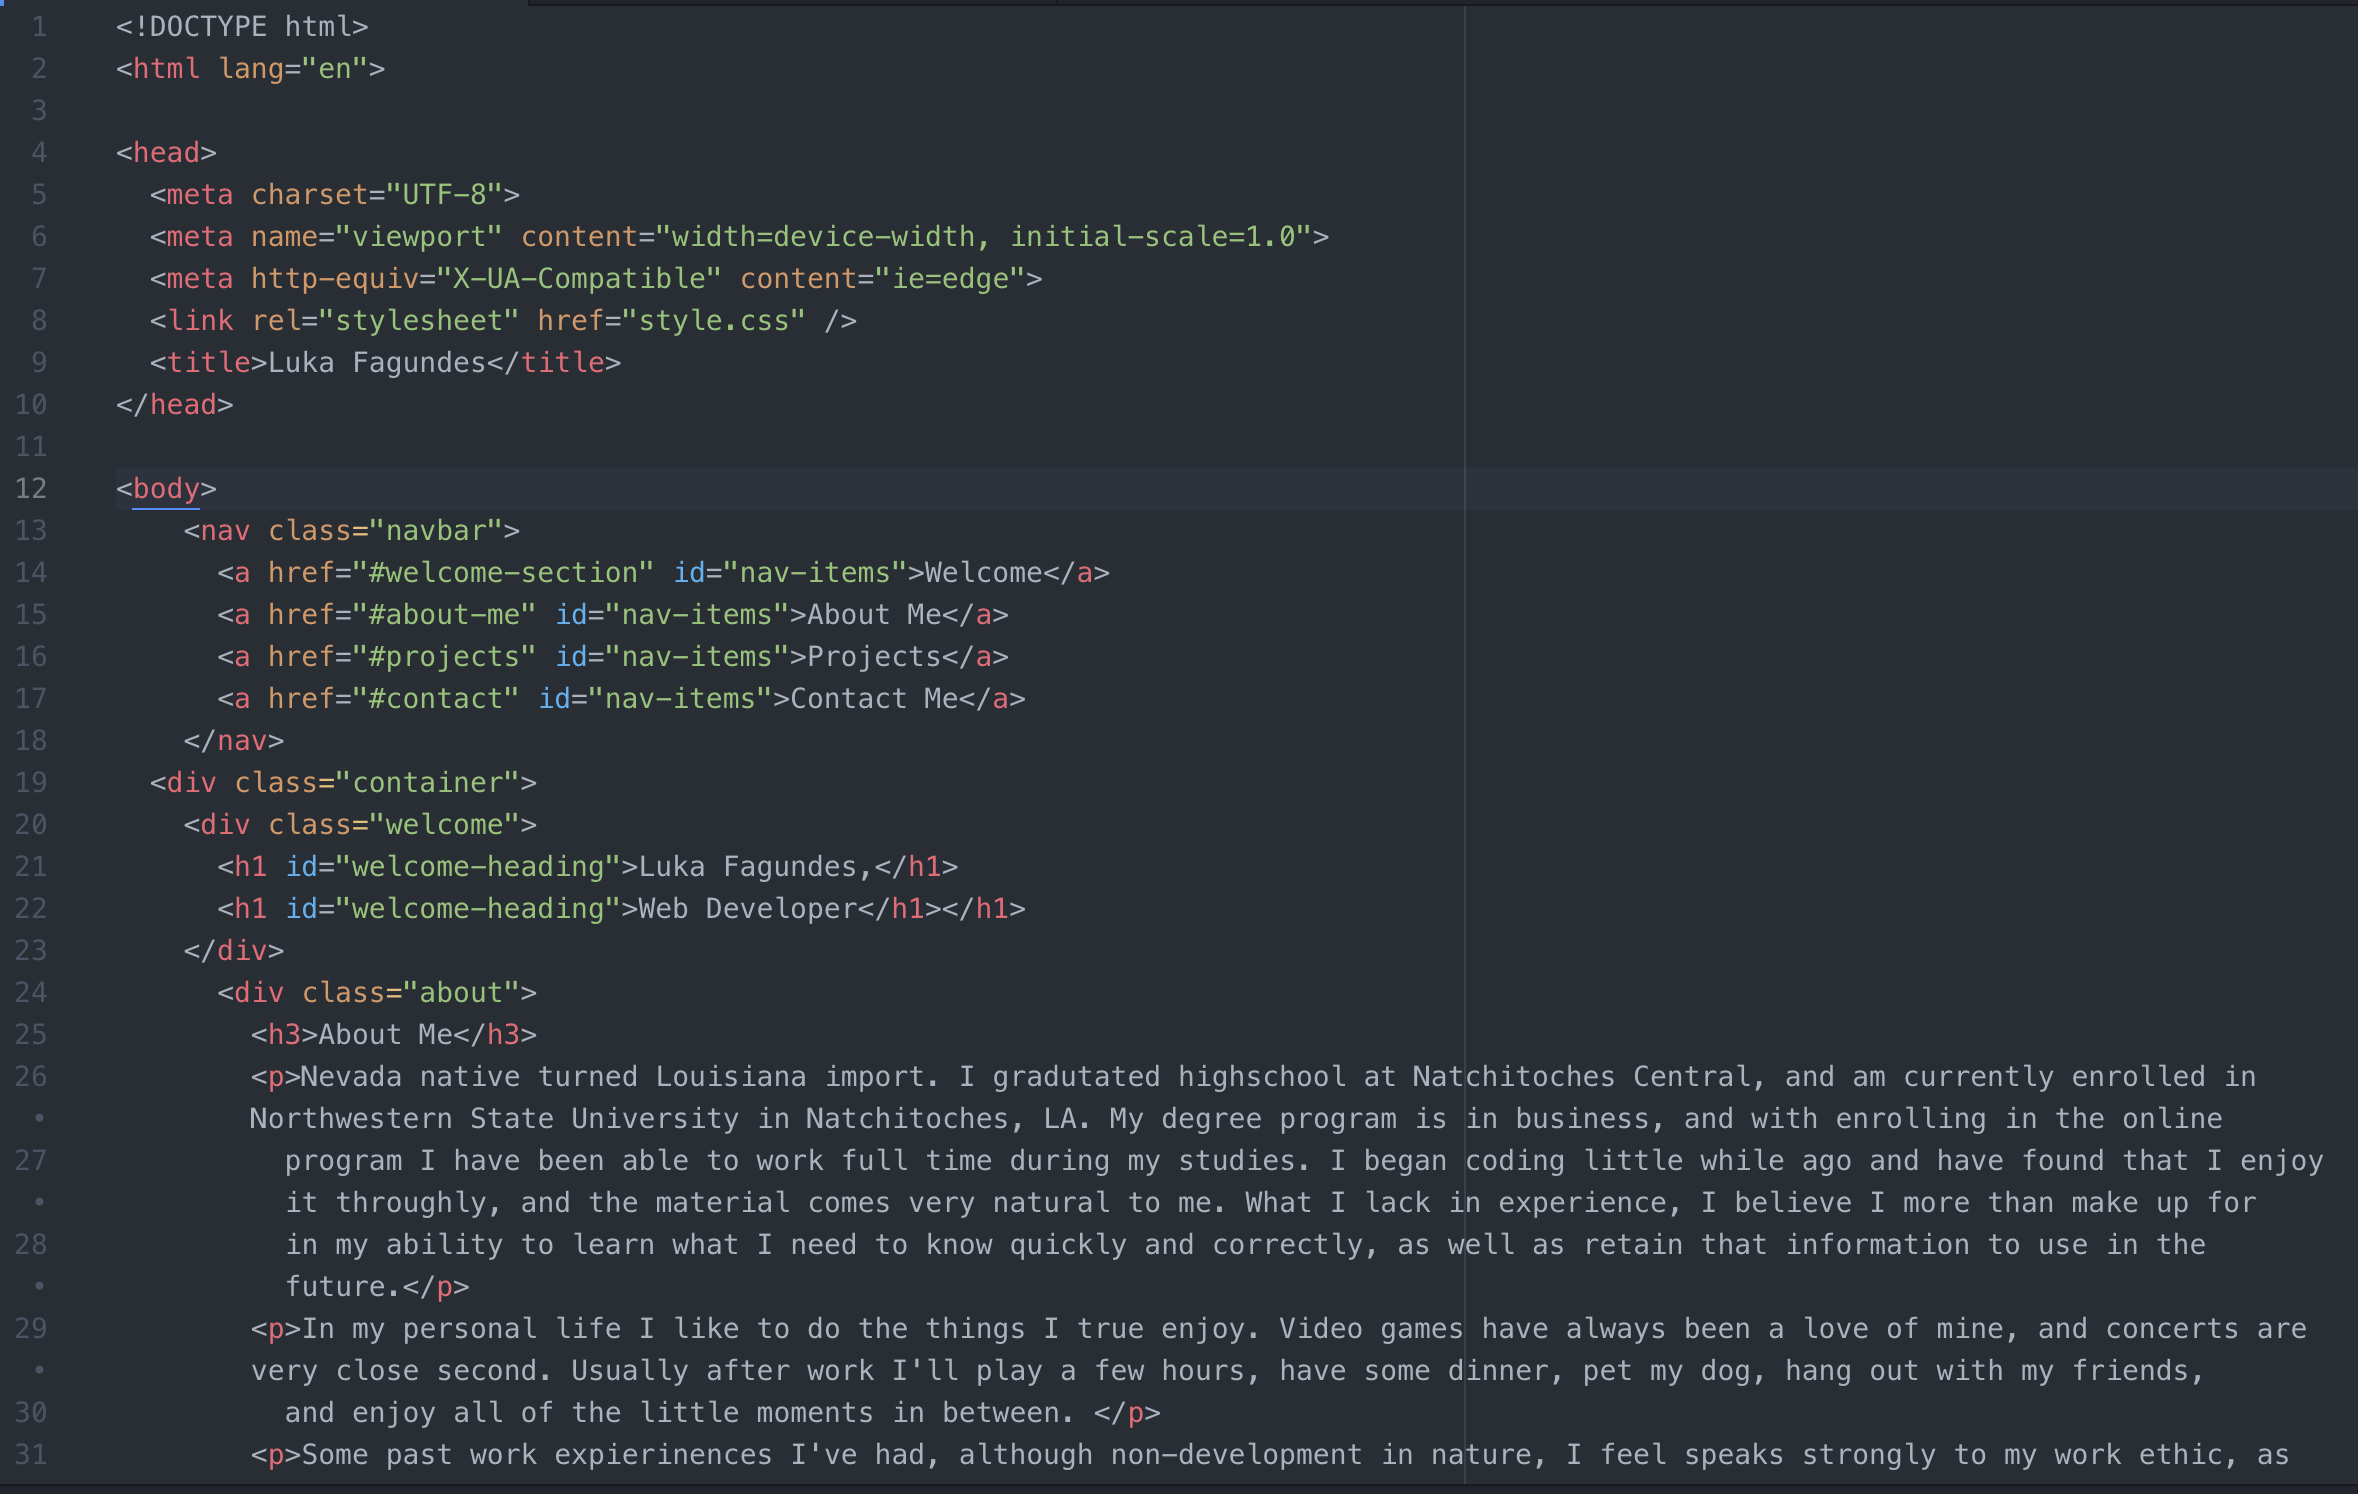 1 <!DOCTYPE html>
2 <html lang="en">
3
4 <head>
5 <meta charset="UTF-8">
6 <meta name="viewport" content="width=device-width, initial-scale=1.0">
7 <meta http-equiv="X-UA-Compatible" content="ie=edge">
8 <link rel="stylesheet" href="style.css" />
9 <title>Luka Fagundes</title>
10 </head>
11
12 <body>
13 <nav class="navbar">
14 <a href="#welcome-section" id="nav-items">Welcome</a>
15 <a href="#about-me" id="nav-items">About Me</a>
16 <a href="#projects" id="nav-items">Projects</a>
17 <a href="#contact" id="nav-items">Contact Me</a>
18 </nav>
19 <div class="container">
20 <div class="welcome">
21 <h1 id="welcome-heading">Luka Fagundes,</h1>
22 <h1 id="welcome-heading">Web Developer</h1></h1>
23 </div>
24 <div class="about">
25 <h3>About Me</h3>
26 <p>Nevada native turned Louisiana import. I gradutated highschool at Natchitoches Central, and am currently enrolled in
• Northwestern State University in Natchitoches, LA. My degree program is in business, and with enrolling in the online
27 program I have been able to work full time during my studies. I began coding little while ago and have found that I enjoy
• it throughly, and the material comes very natural to me. What I lack in experience, I believe I more than make up for
28 in my ability to learn what I need to know quickly and correctly, as well as retain that information to use in the
• future.</p>
29 <p>In my personal life I like to do the things I true enjoy. Video games have always been a love of mine, and concerts are
• very close second. Usually after work I'll play a few hours, have some dinner, pet my dog, hang out with my friends,
30 and enjoy all of the little moments in between. </p>
31 <p>Some past work expierinences I've had, although non-development in nature, I feel speaks strongly to my work ethic, as